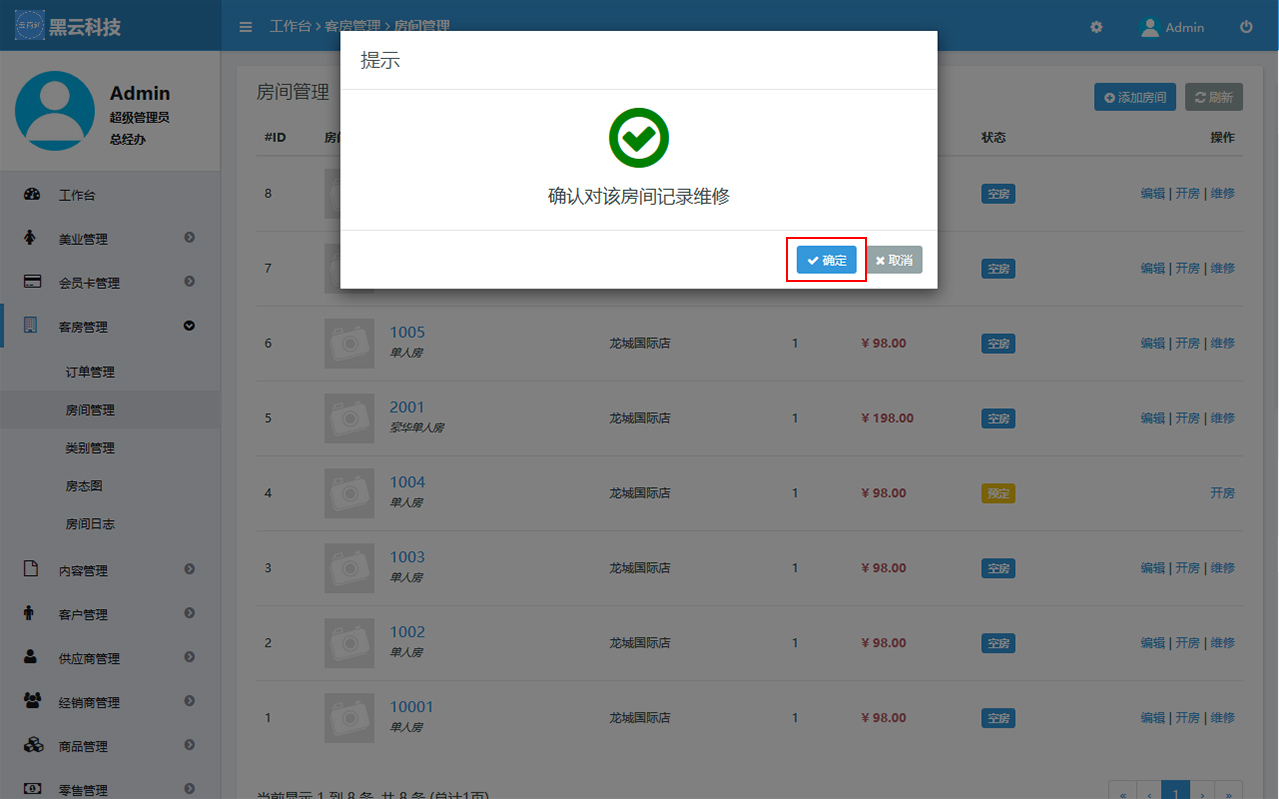 黑云科技
工作台 > 客房管理 > 房间管理
Admin
Admin
超级管理员
总经办
工作台
美业管理
会员卡管理
客房管理
订单管理
房间管理
类别管理
房态图
房间日志
内容管理
客户管理
供应商管理
经销商管理
商品管理
零售管理
提示
确认对该房间记录维修
确定 取消
房间管理 添加房间 刷新
#ID 状态 操作
8 空房 编辑 | 开房 | 维修
7 空房 编辑 | 开房 | 维修
6 1005 单人房 龙城国际店 1 ¥ 98.00 空房 编辑 | 开房 | 维修
5 2001 豪华单人房 龙城国际店 1 ¥ 198.00 空房 编辑 | 开房 | 维修
4 1004 单人房 龙城国际店 1 ¥ 98.00 预定 开房
3 1003 单人房 龙城国际店 1 ¥ 98.00 空房 编辑 | 开房 | 维修
2 1002 单人房 龙城国际店 1 ¥ 98.00 空房 编辑 | 开房 | 维修
1 10001 单人房 龙城国际店 1 ¥ 98.00 空房 编辑 | 开房 | 维修
当前显示 1 到 8 条, 共 8 条 (总计1页) « ‹ 1 › »